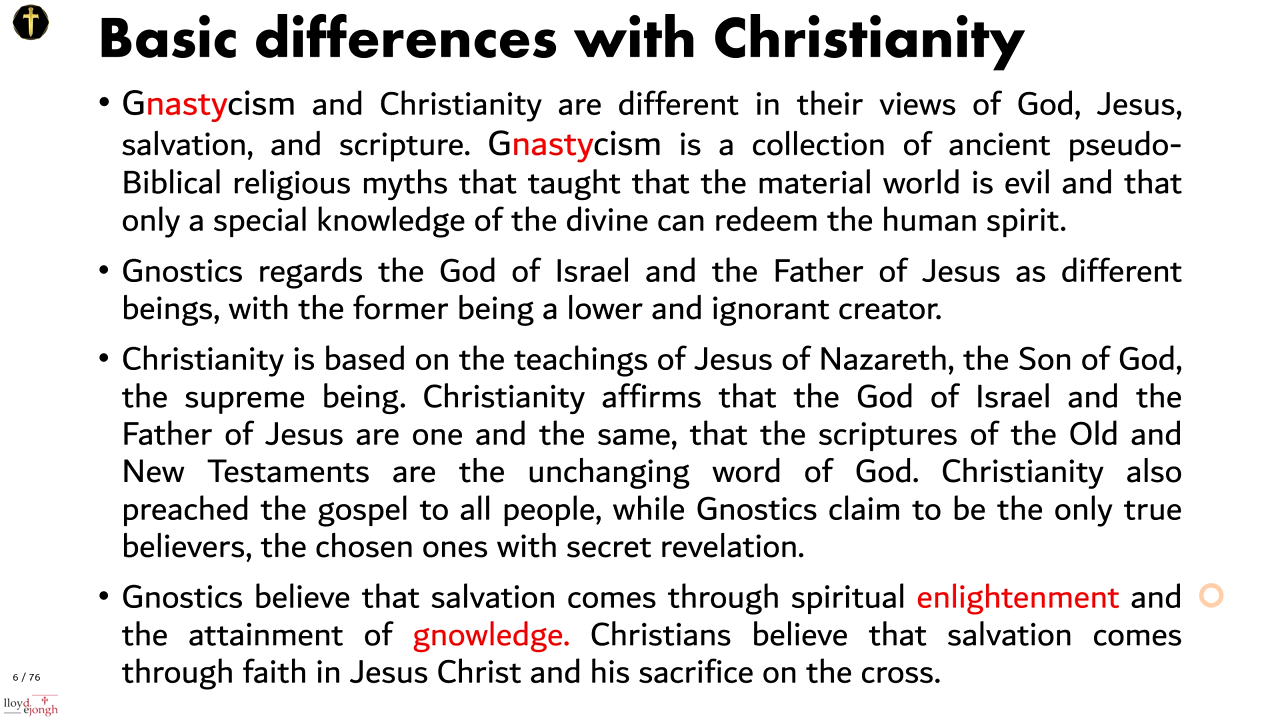 Basic differences with Christianity
• Gnastycism and Christianity are different in their views of God, Jesus,
salvation, and scripture. Gnastycism is a collection of ancient pseudo-
Biblical religious myths that taught that the material world is evil and that
only a special knowledge of the divine can redeem the human spirit.
• Gnostics regards the God of Israel and the Father of Jesus as different
beings, with the former being a lower and ignorant creator.
• Christianity is based on the teachings of Jesus of Nazareth, the Son of God,
the supreme being. Christianity affirms that the God of Israel and the
Father of Jesus are one and the same, that the scriptures of the Old and
New Testaments are the unchanging word of God. Christianity also
preached the gospel to all people, while Gnostics claim to be the only true
believers, the chosen ones with secret revelation.
• Gnostics believe that salvation comes through spiritual enlightenment and
the attainment of gnowledge. Christians believe that salvation comes
through faith in Jesus Christ and his sacrifice on the cross.
6 / 76
lloyd
ejongh